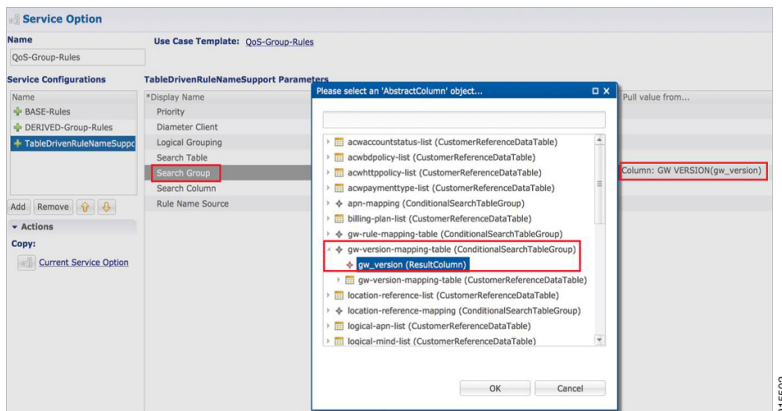 Service Option
Name
Use Case Template: QoS-Group-Rules
QoS-Group-Rules
Service Configurations
TableDrivenRuleNameSupport Parameters
Name
BASE-Rules
DERIVED-Group-Rules
TableDrivenRuleNameSuppo
Add
Remove
Actions
Copy:
Current Service Option
*Display Name
Priority
Diameter Client
Logical Grouping
Search Table
Search Group
Search Column
Rule Name Source
Please select an 'AbstractColumn' object...
acwaccountstatus-list (CustomerReferenceDataTable)
acwbdpolicy-list (CustomerReferenceDataTable)
acwhttppolicy-list (CustomerReferenceDataTable)
acwpaymenttype-list (CustomerReferenceDataTable)
apn-mapping (ConditionalSearchTableGroup)
billing-plan-list (CustomerReferenceDataTable)
gw-rule-mapping-table (ConditionalSearchTableGroup)
gw-version-mapping-table (ConditionalSearchTableGroup)
gw_version (ResultColumn)
gw-version-mapping-table (CustomerReferenceDataTable)
location-reference-list (CustomerReferenceDataTable)
location-reference-mapping (ConditionalSearchTableGroup)
logical-apn-list (CustomerReferenceDataTable)
logical-mind-list (CustomerReferenceDataTable)
OK
Cancel
Pull value from...
Column: GW VERSION(gw_version)